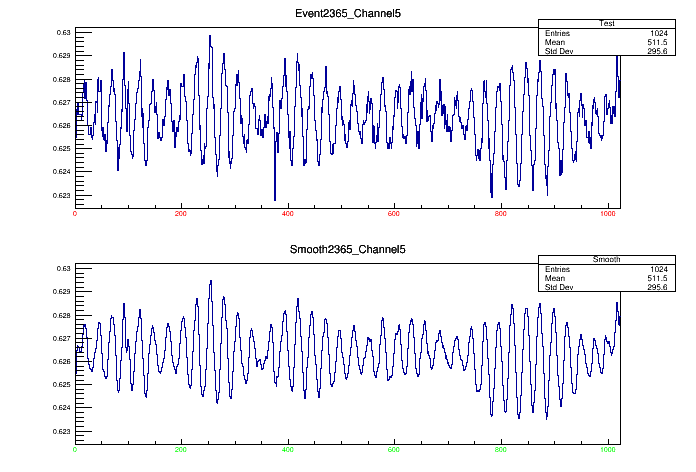 Event2365_Channel5
Test
Entries 1024
Mean 511.5
Std Dev 295.6
0.63
0.629
0.628
0.627
0.626
0.625
0.624
0.623
0 200 400 600 800 1000
Smooth2365_Channel5
Smooth
Entries 1024
Mean 511.5
Std Dev 295.6
0.63
0.629
0.628
0.627
0.626
0.625
0.624
0.623
0 200 400 600 800 1000